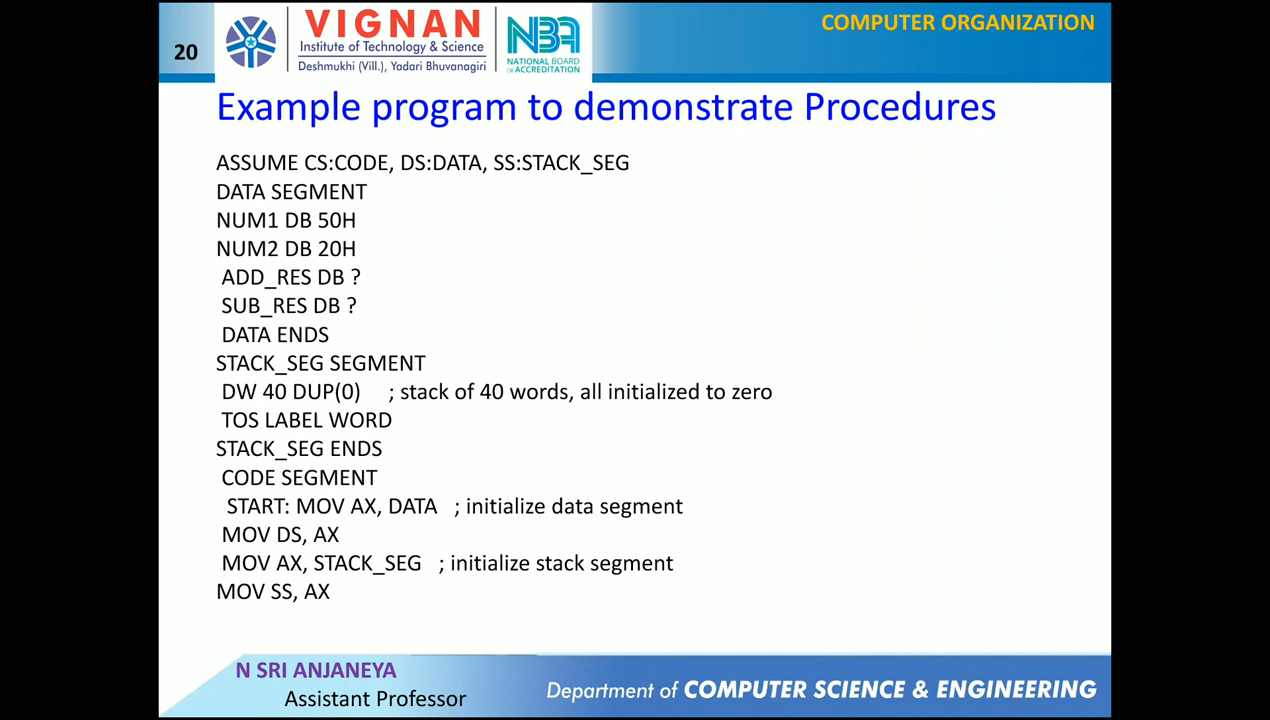 20
VIGNAN
Institute of Technology & Science
Deshmukhi (Vill.), Yadari Bhuvanagiri
NBA
NATIONAL BOARD
OF ACCREDITATION
COMPUTER ORGANIZATION
Example program to demonstrate Procedures
ASSUME CS:CODE, DS:DATA, SS:STACK_SEG
DATA SEGMENT
NUM1 DB 50H
NUM2 DB 20H
ADD_RES DB ?
SUB_RES DB ?
DATA ENDS
STACK_SEG SEGMENT
DW 40 DUP(0) ; stack of 40 words, all initialized to zero
TOS LABEL WORD
STACK_SEG ENDS
CODE SEGMENT
START: MOV AX, DATA ; initialize data segment
MOV DS, AX
MOV AX, STACK_SEG ; initialize stack segment
MOV SS, AX
N SRI ANJANEYA
Assistant Professor
Department of COMPUTER SCIENCE & ENGINEERING